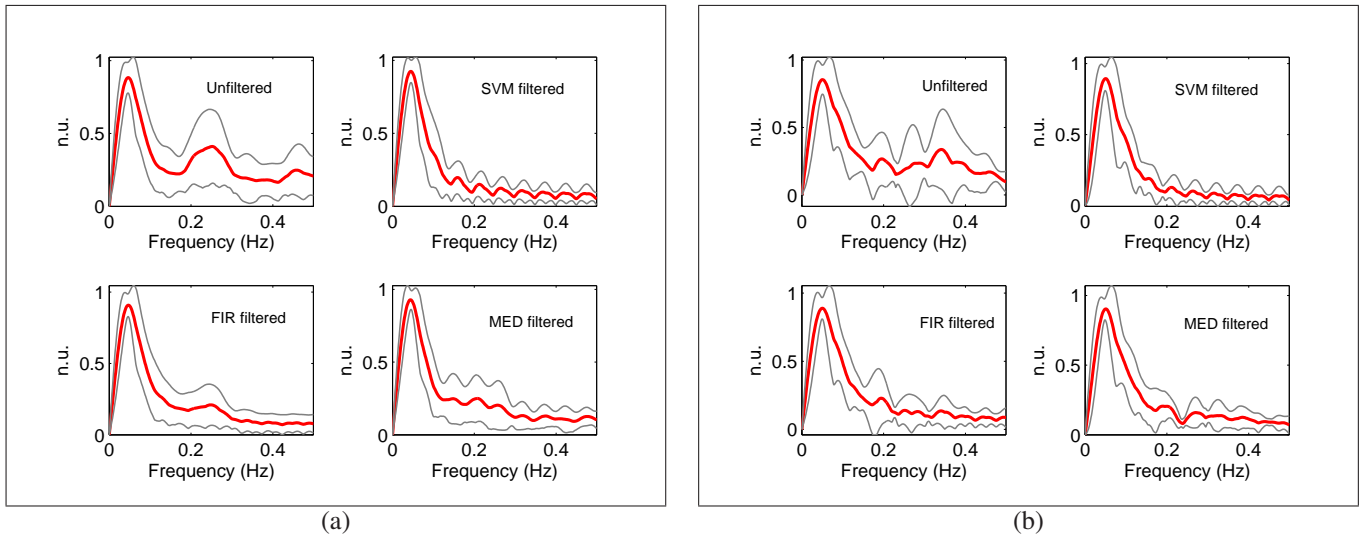 1
0.5
0
n.u.
Unfiltered
0
0.2
0.4
Frequency (Hz)
1
0.5
0
n.u.
SVM filtered
0
0.2
0.4
Frequency (Hz)
1
0.5
0
n.u.
FIR filtered
0
0.2
0.4
Frequency (Hz)
1
0.5
0
n.u.
MED filtered
0
0.2
0.4
Frequency (Hz)
(a)
1
0.5
0
n.u.
Unfiltered
0
0.2
0.4
Frequency (Hz)
1
0.5
0
n.u.
SVM filtered
0
0.2
0.4
Frequency (Hz)
1
0.5
0
n.u.
FIR filtered
0
0.2
0.4
Frequency (Hz)
1
0.5
0
n.u.
MED filtered
0
0.2
0.4
Frequency (Hz)
(b)